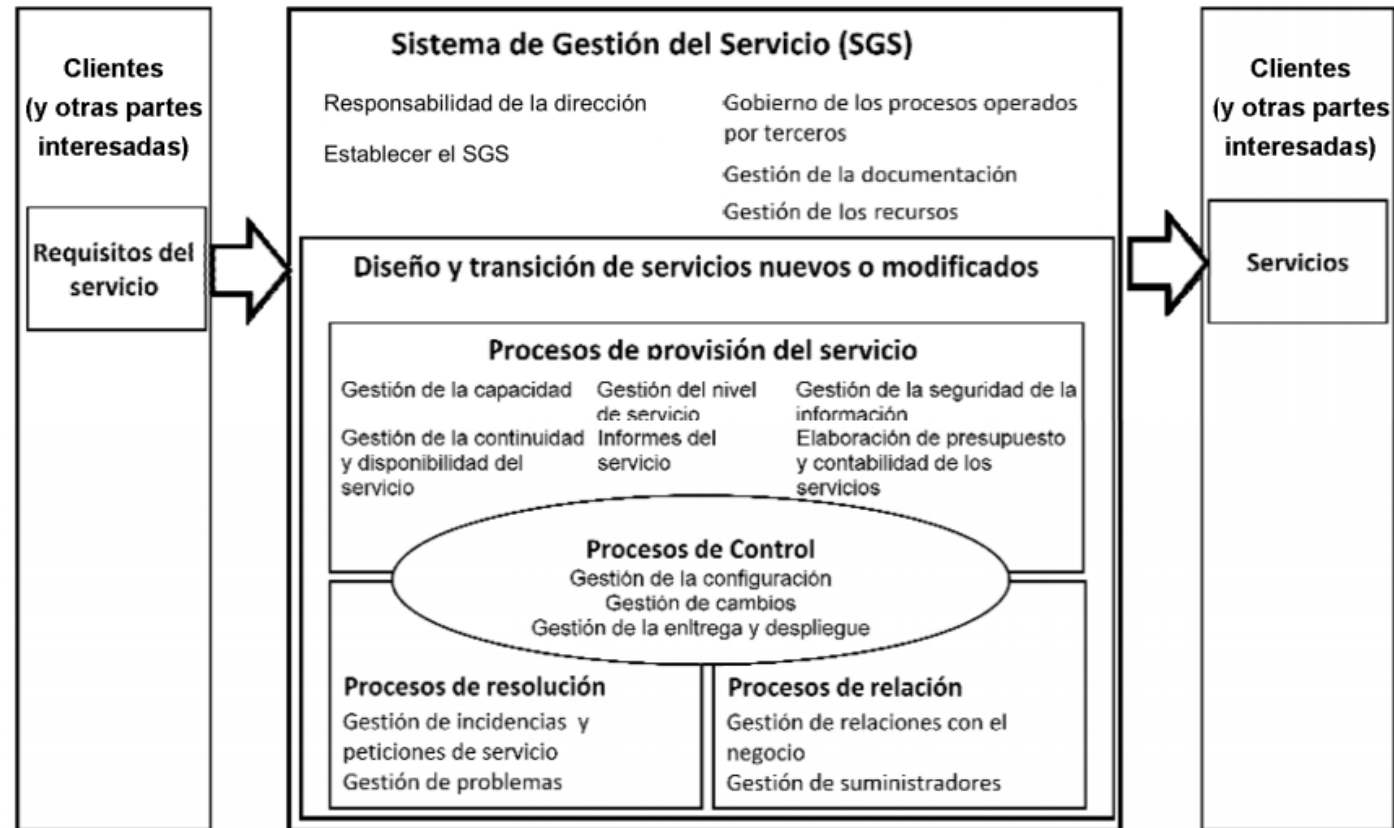 Clientes
(y otras partes
interesadas)
Requisitos del
servicio
Sistema de Gestión del Servicio (SGS)
Responsabilidad de la dirección
Establecer el SGS
Gobierno de los procesos operados
por terceros
Gestión de la documentación
Gestión de los recursos
Diseño y transición de servicios nuevos o modificados
Procesos de provisión del servicio
Gestión de la capacidad
Gestión del nivel
de servicio
Gestión de la seguridad de la
información
Gestión de la continuidad
y disponibilidad del
servicio
Informes del
servicio
Elaboración de presupuesto
y contabilidad de los
servicios
Procesos de Control
Gestión de la configuración
Gestión de cambios
Gestión de la enltrega y despliegue
Procesos de resolución
Gestión de incidencias y
peticiones de servicio
Gestión de problemas
Procesos de relación
Gestión de relaciones con el
negocio
Gestión de suministradores
Clientes
(y otras partes
interesadas)
Servicios